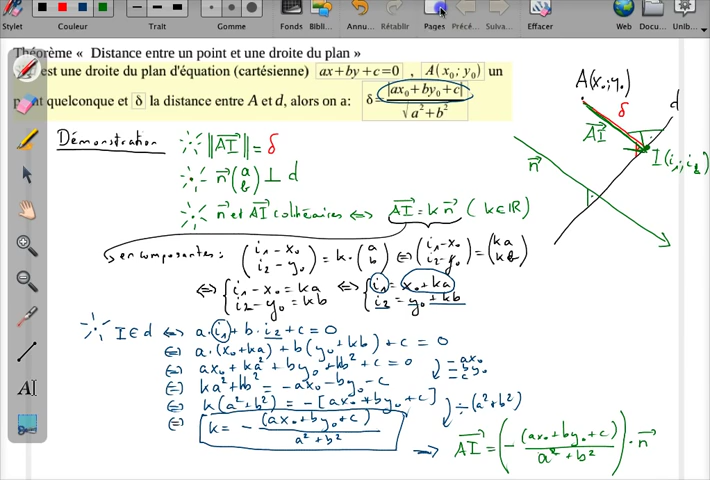 Stylet
Couleur
Trait
Gomme
Fonds
Biblio
Annu...
Rétablir
Pages
Précé...
Suiva...
Web
Docu...
Uniboard
Théorème « Distance entre un point et une droite du plan »
est une droite du plan d'équation (cartésienne) ax+by+c=0 , A(x₀; y₀) un
quelconque et δ la distance entre A et d, alors on a: δ = |ax₀+by₀+c| / √(a²+b²)
Démonstration
‖AI‖ = δ
n (a b) ⊥ d
n et AI colinéaires ⇔ AI = k n (k∈ℝ)
en composantes: (i₁-x₀ i₂-y₀) = k·(a b) ⇔ (i₁-x₀ i₂-y₀) = (ka kb)
⇔ { i₁-x₀ = ka ⇔ { i₁ = x₀+ka
i₂-y₀ = kb i₂ = y₀+kb
I ∈ d ⇔ a·i₁ + b·i₂ + c = 0
⇔ a·(x₀+ka) + b(y₀+kb) + c = 0
⇔ ax₀ + ka² + by₀ + kb² + c = 0
-ax₀
-by₀
-c
⇔ ka² + kb² = -ax₀ - by₀ - c
⇔ k(a²+b²) = -[ax₀+by₀+c] ÷(a²+b²)
⇔ k = - (ax₀+by₀+c) / (a²+b²)
→ AI = (- (ax₀+by₀+c) / (a²+b²)) · n
A(x₀;y₀)
δ
d
AI
I(i₁;i₂)
n
AI